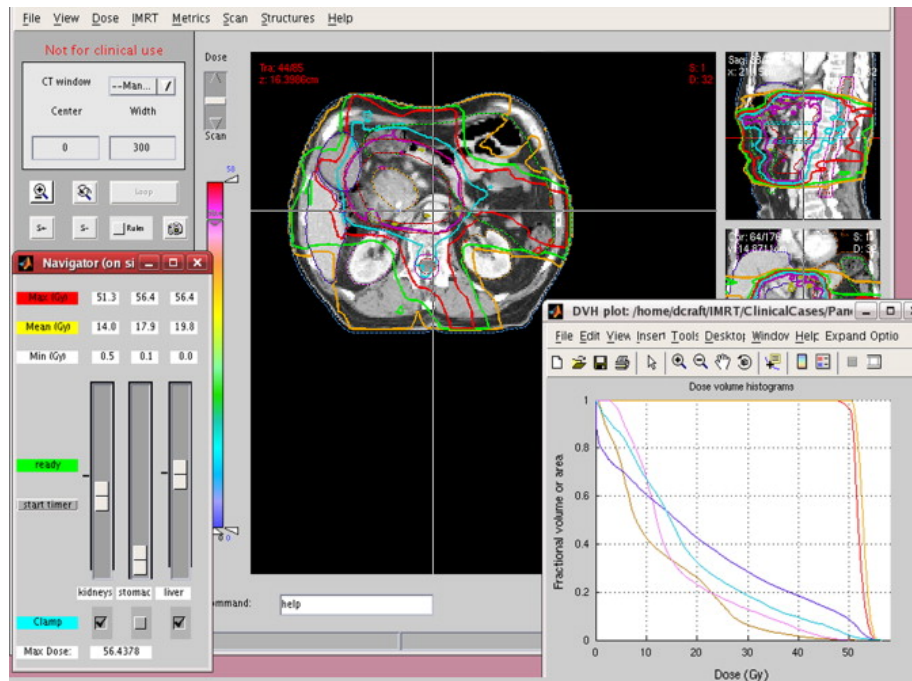 File View Dose IMRT Metrics Scan Structures Help
Not for clinical use
CT window
--Man...
Center Width
0 300
Loop
S+ S- Ruler
Dose
Scan
58
0 0
Tra: 44/85
z: 16.3986cm
S: 1
D: 32
Command: help
Navigator (on si
Max (Gy) 51.3 56.4 56.4
Mean (Gy) 14.0 17.9 19.8
Min (Gy) 0.5 0.1 0.0
ready
start timer
kidneys stomac liver
Clamp
Max Dose: 56.4378
DVH plot: /home/dcraft/IMRT/ClinicalCases/Pan
File Edit View Insert Tools Desktop Window Help Expand Optio
Dose volume histograms
Fractional volume or area
1
0.8
0.6
0.4
0.2
0
0 10 20 30 40 50
Dose (Gy)